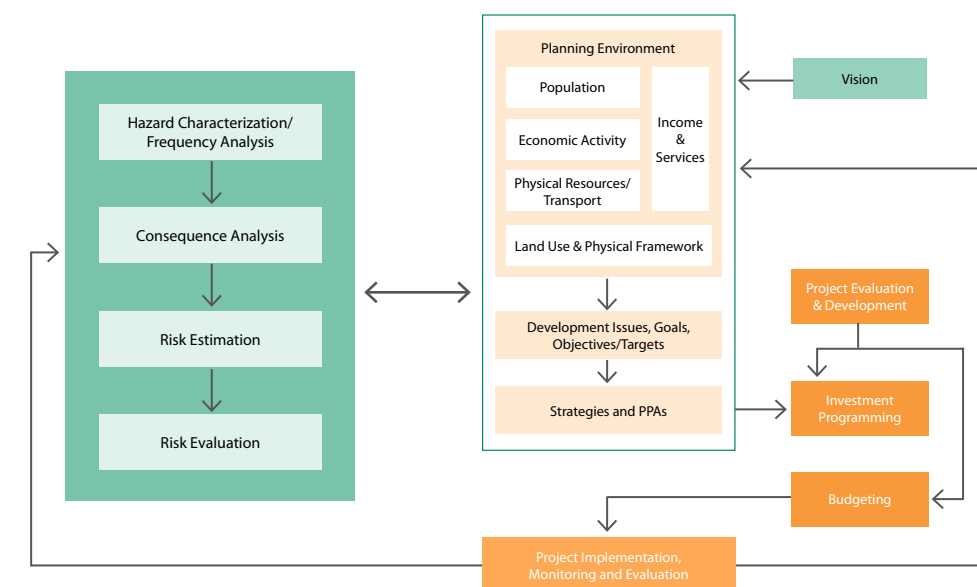 Hazard Characterization/
Frequency Analysis
Consequence Analysis
Risk Estimation
Risk Evaluation
Planning Environment
Population
Economic Activity
Physical Resources/
Transport
Income
&
Services
Land Use & Physical Framework
Development Issues, Goals,
Objectives/Targets
Strategies and PPAs
Vision
Project Evaluation
& Development
Investment
Programming
Budgeting
Project Implementation,
Monitoring and Evaluation